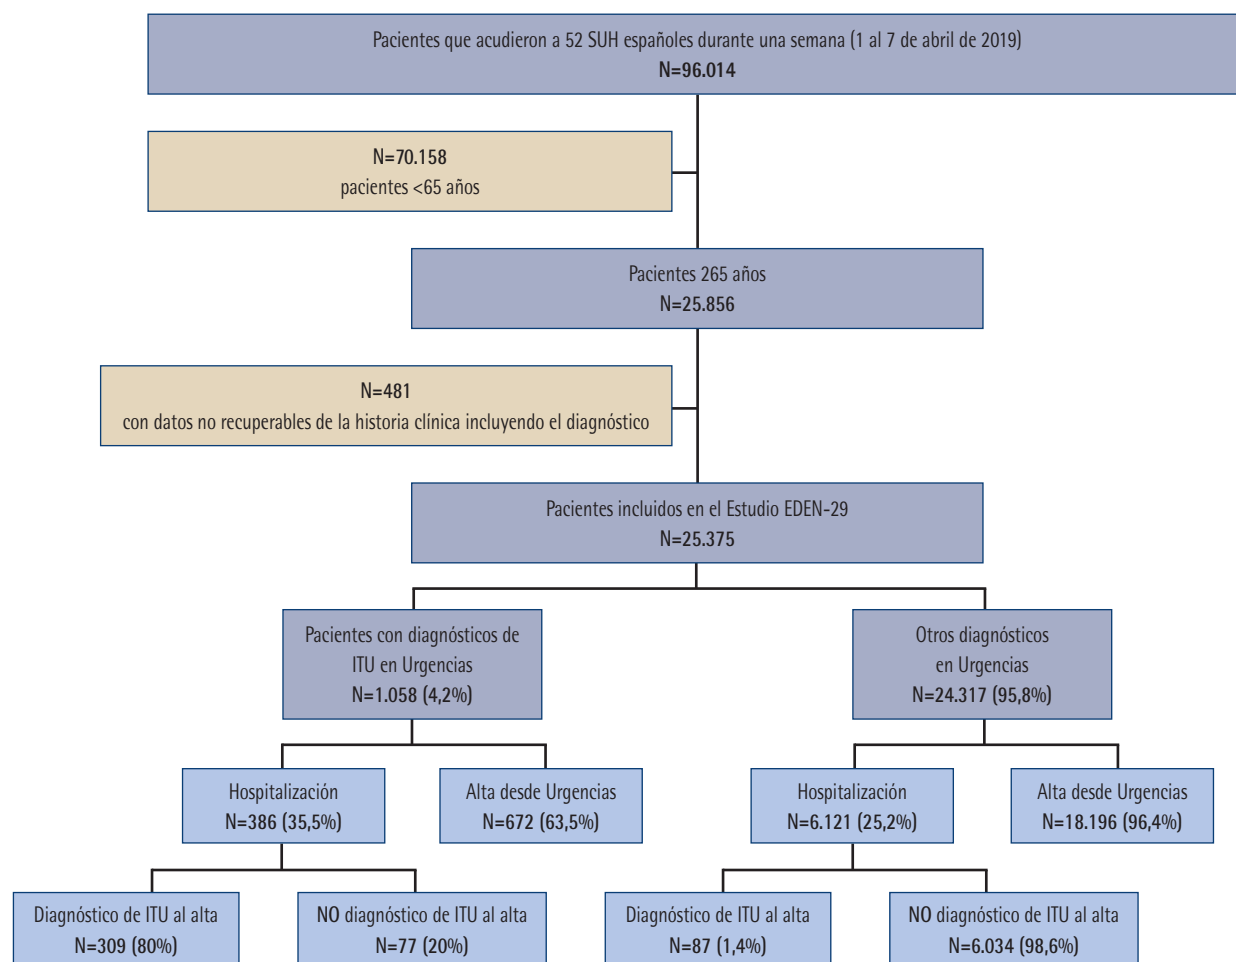 Pacientes que acudieron a 52 SUH españoles durante una semana (1 al 7 de abril de 2019)
N=96.014
N=70.158
pacientes <65 años
Pacientes 265 años
N=25.856
N=481
con datos no recuperables de la historia clínica incluyendo el diagnóstico
Pacientes incluidos en el Estudio EDEN-29
N=25.375
Pacientes con diagnósticos de
ITU en Urgencias
N=1.058 (4,2%)
Otros diagnósticos
en Urgencias
N=24.317 (95,8%)
Hospitalización
N=386 (35,5%)
Alta desde Urgencias
N=672 (63,5%)
Hospitalización
N=6.121 (25,2%)
Alta desde Urgencias
N=18.196 (96,4%)
Diagnóstico de ITU al alta
N=309 (80%)
NO diagnóstico de ITU al alta
N=77 (20%)
Diagnóstico de ITU al alta
N=87 (1,4%)
NO diagnóstico de ITU al alta
N=6.034 (98,6%)